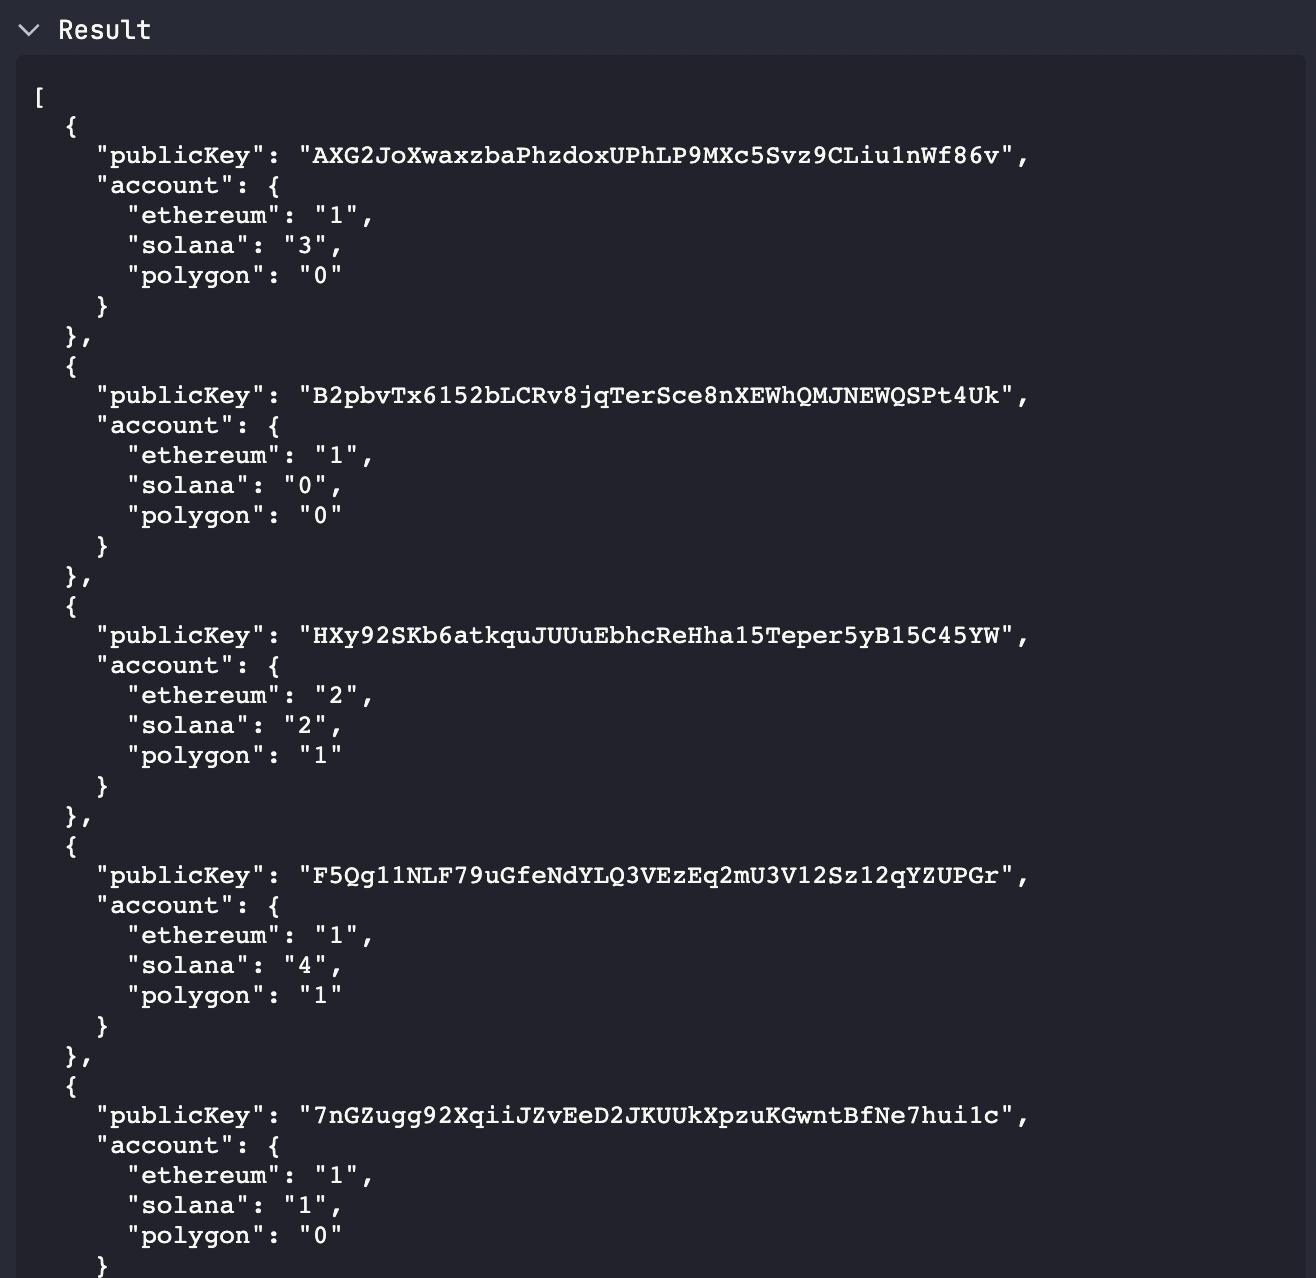 Result
[
  {
    "publicKey": "AXG2JoXwaxzbaPhzdoxUPhLP9MXc5Svz9CLiu1nWf86v",
    "account": {
      "ethereum": "1",
      "solana": "3",
      "polygon": "0"
    }
  },
  {
    "publicKey": "B2pbvTx6152bLCRv8jqTerSce8nXEWhQMJNEWQSPt4Uk",
    "account": {
      "ethereum": "1",
      "solana": "0",
      "polygon": "0"
    }
  },
  {
    "publicKey": "HXy92SKb6atkquJUUuEbhcReHha15Teper5yB15C45YW",
    "account": {
      "ethereum": "2",
      "solana": "2",
      "polygon": "1"
    }
  },
  {
    "publicKey": "F5Qg11NLF79uGfeNdYLQ3VEzEq2mU3V12Sz12qYZUPGr",
    "account": {
      "ethereum": "1",
      "solana": "4",
      "polygon": "1"
    }
  },
  {
    "publicKey": "7nGZugg92XqiiJZvEeD2JKUUkXpzuKGwntBfNe7hui1c",
    "account": {
      "ethereum": "1",
      "solana": "1",
      "polygon": "0"
    }